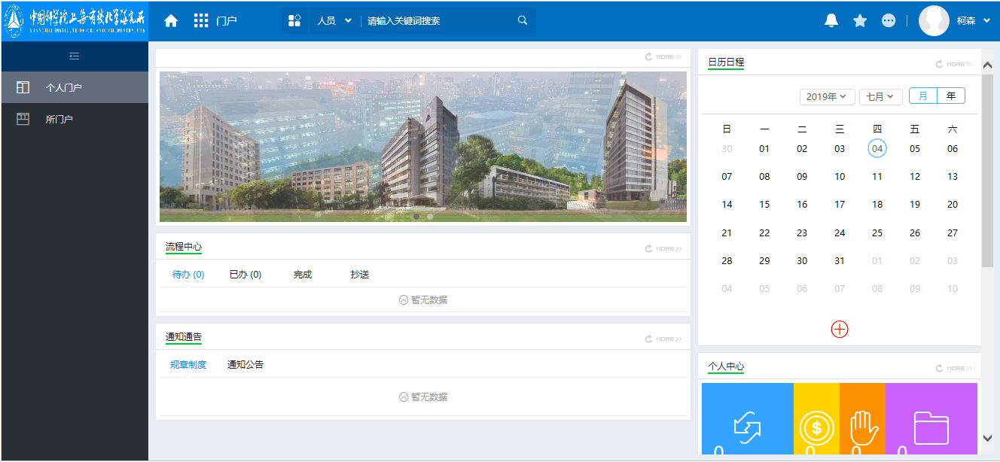 中国科学院上海有机化学研究所
SHANGHAI INSTITUTE OF ORGANIC CHEMISTRY, CAS
门户
人员
请输入关键词搜索
柯森
个人门户
所门户
MORE>>
流程中心
MORE>>
待办 (0) 已办 (0) 完成 抄送
暂无数据
通知通告
MORE>>
规章制度 通知公告
暂无数据
日历日程
MORE>>
2019年 七月 月 年
日 一 二 三 四 五 六
30 01 02 03 04 05 06
07 08 09 10 11 12 13
14 15 16 17 18 19 20
21 22 23 24 25 26 27
28 29 30 31 01 02 03
04 05 06 07 08 09 10
个人中心
MORE>>
$
0 0 0 0